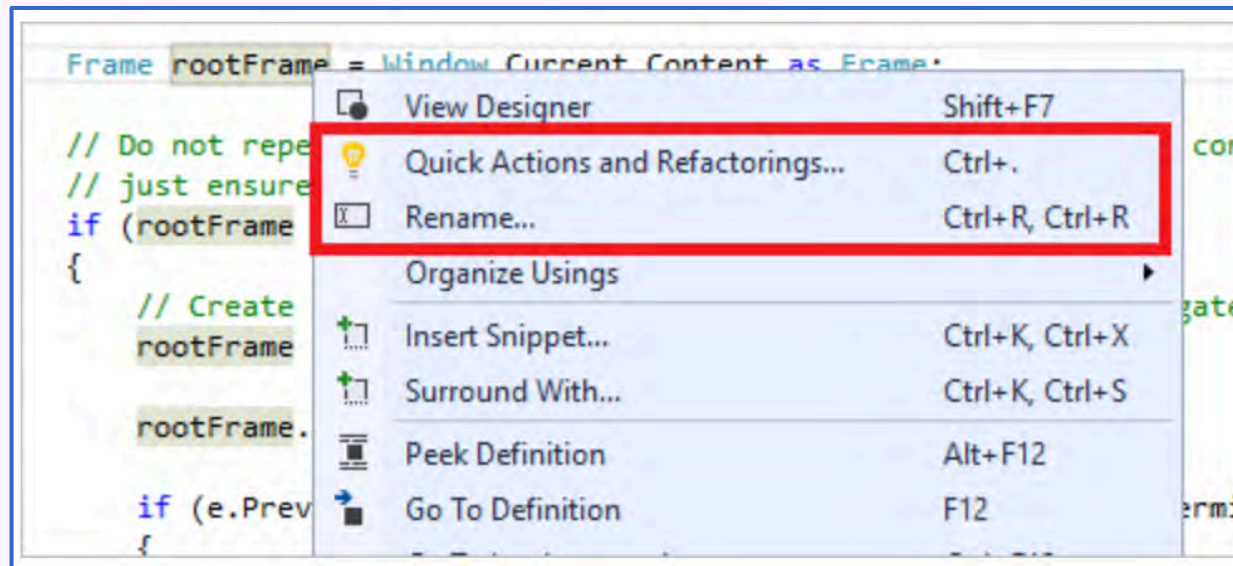 Frame rootFrame = Window Current Content as Frame;
View Designer Shift+F7
// Do not repe
Quick Actions and Refactorings... Ctrl+. con
// just ensure
if (rootFrame
Rename... Ctrl+R, Ctrl+R
{
Organize Usings
// Create
gate
rootFrame
Insert Snippet... Ctrl+K, Ctrl+X
Surround With... Ctrl+K, Ctrl+S
rootFrame.
Peek Definition Alt+F12
if (e.Prev
Go To Definition F12
ermi
{